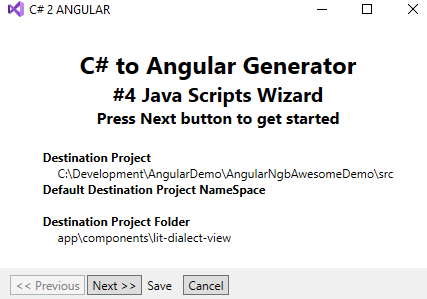 C# 2 ANGULAR
C# to Angular Generator
#4 Java Scripts Wizard
Press Next button to get started
Destination Project
C:\Development\AngularDemo\AngularNgbAwesomeDemo\src
Default Destination Project NameSpace
Destination Project Folder
app\components\lit-dialect-view
<< Previous Next >> Save Cancel